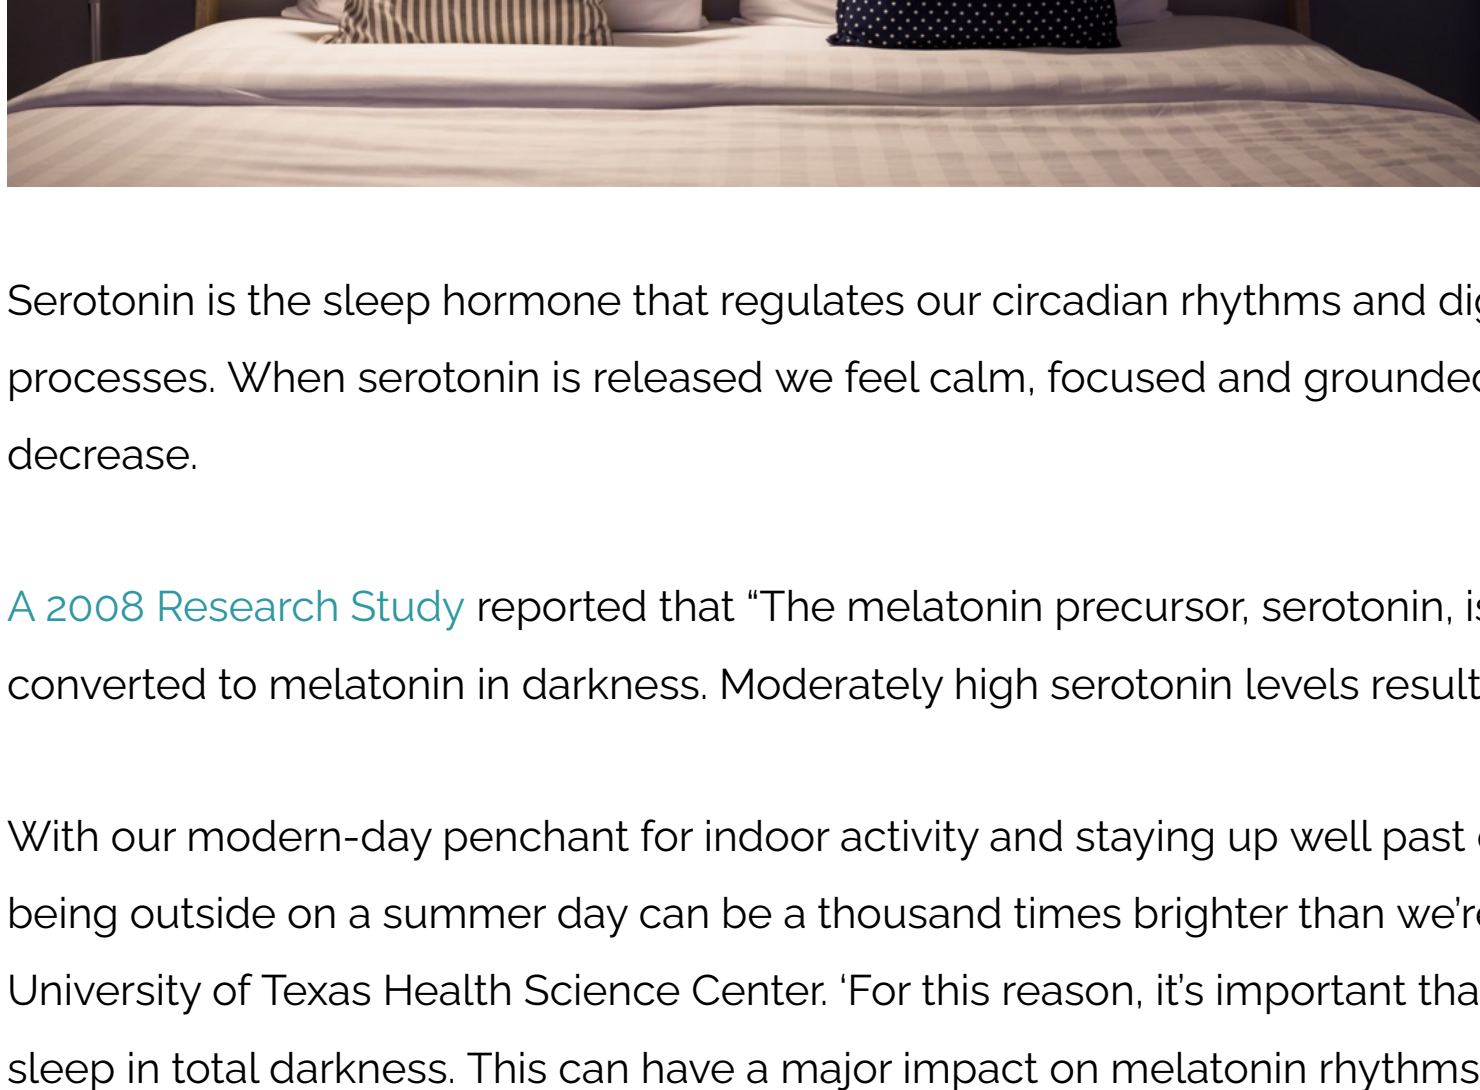 Serotonin is the sleep hormone that regulates our circadian rhythms and
processes. When serotonin is released we feel calm, focused and grounded
decrease.
A 2008 Research Study reported that “The melatonin precursor, serotonin,
converted to melatonin in darkness. Moderately high serotonin levels result
With our modern-day penchant for indoor activity and staying up well past
being outside on a summer day can be a thousand times brighter than we’re
University of Texas Health Science Center. ‘For this reason, it’s important
sleep in total darkness. This can have a major impact on melatonin rhythms